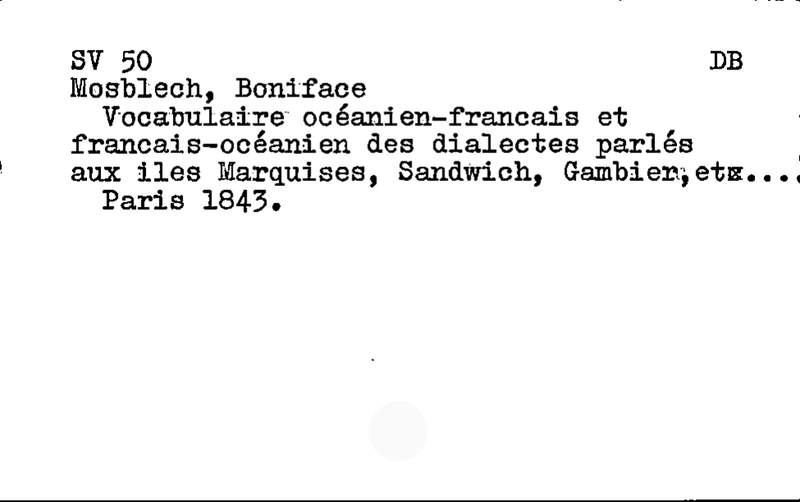 SV 50 DB
Mosblech, Boniface
Vocabulaire océanien-francais et
francais-océanien des dialectes parlés
aux iles Marquises, Sandwich, Gambier, etc....
Paris 1843.